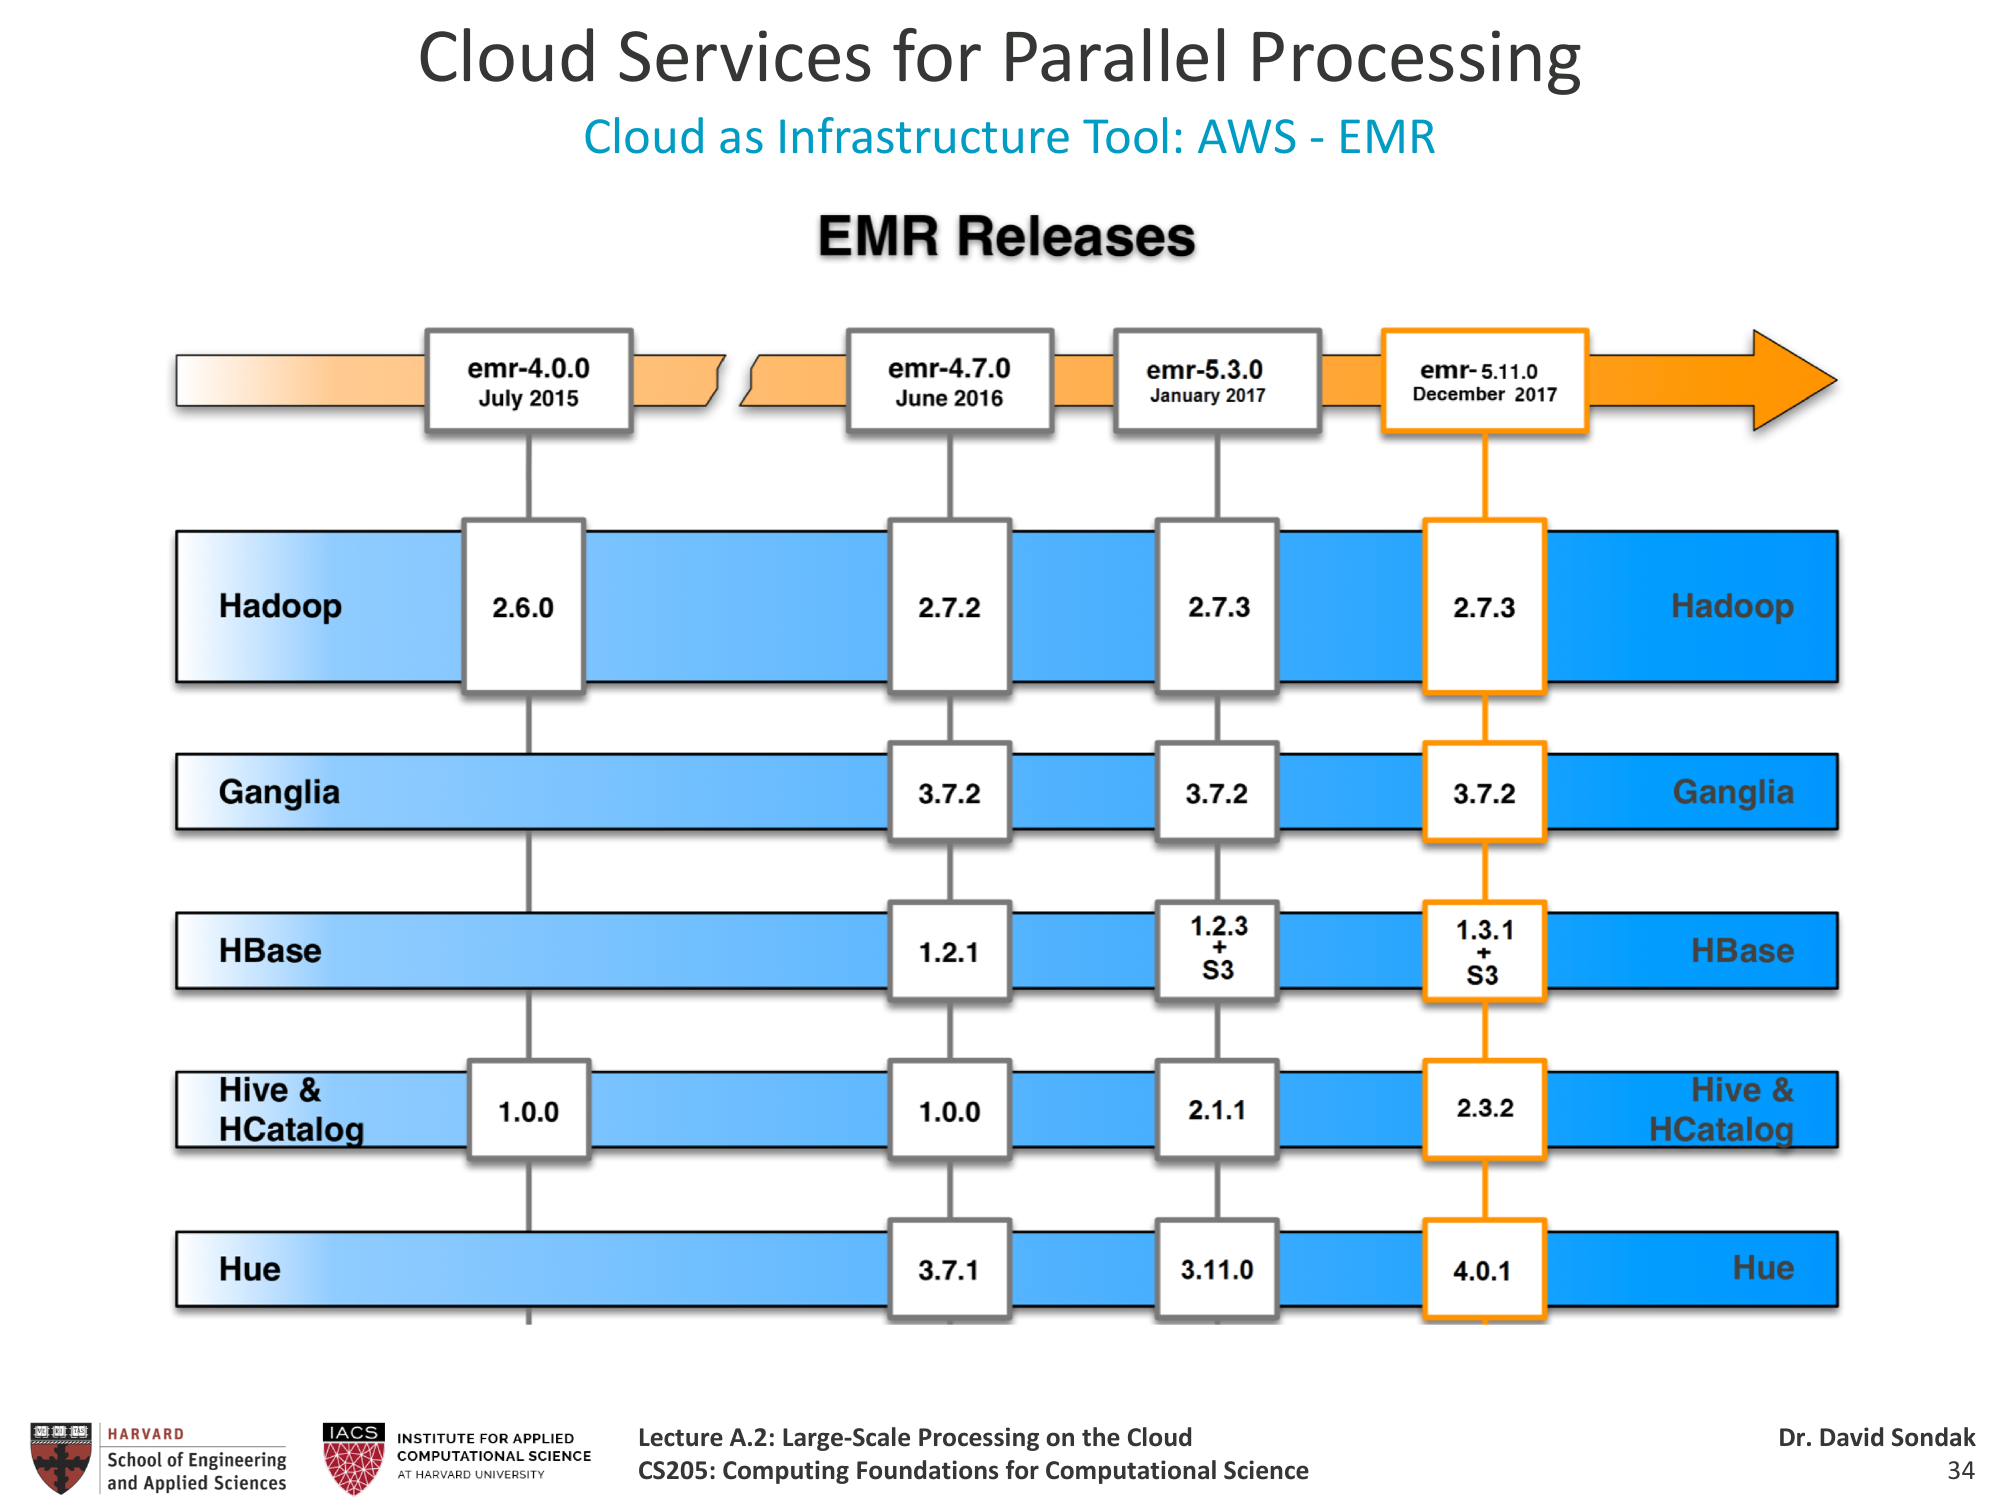 Cloud Services for Parallel Processing
Cloud as Infrastructure Tool: AWS - EMR
EMR Releases
emr-4.0.0
July 2015
emr-4.7.0
June 2016
emr-5.3.0
January 2017
emr- 5.11.0
December 2017
Hadoop
2.6.0
2.7.2
2.7.3
2.7.3
Hadoop
Ganglia
3.7.2
3.7.2
3.7.2
Ganglia
HBase
1.2.1
1.2.3
+
S3
1.3.1
+
S3
HBase
Hive &
HCatalog
1.0.0
1.0.0
2.1.1
2.3.2
Hive &
HCatalog
Hue
3.7.1
3.11.0
4.0.1
Hue
HARVARD
School of Engineering
and Applied Sciences
IACS
INSTITUTE FOR APPLIED
COMPUTATIONAL SCIENCE
AT HARVARD UNIVERSITY
Lecture A.2: Large-Scale Processing on the Cloud
CS205: Computing Foundations for Computational Science
Dr. David Sondak
34